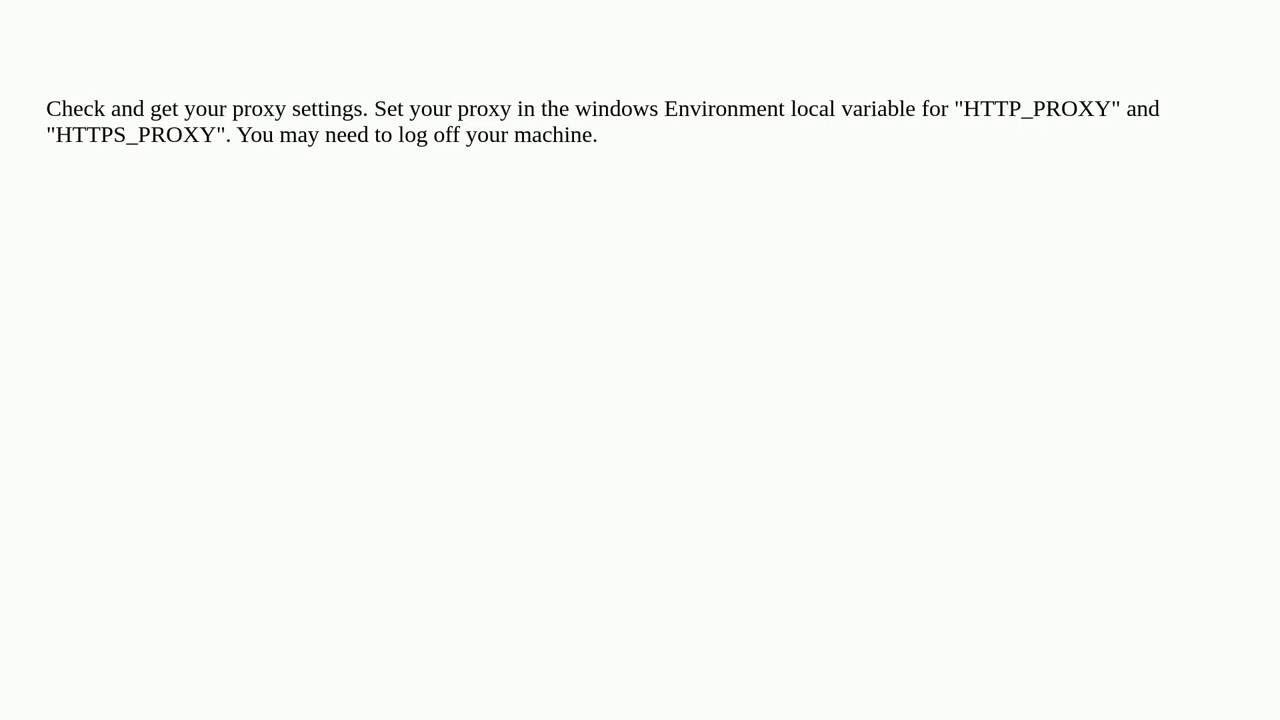 Check and get your proxy settings. Set your proxy in the windows Environment local variable for "HTTP_PROXY" and
"HTTPS_PROXY". You may need to log off your machine.